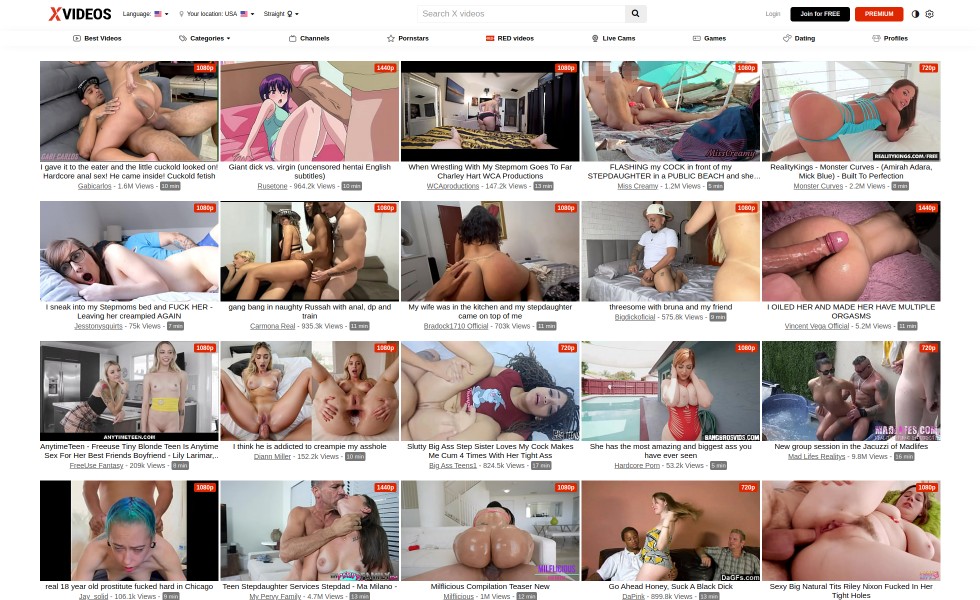 XVIDEOS
Language:
Your location: USA
Straight
Search X videos
Login
Join for FREE
PREMIUM
Best Videos
Categories
Channels
Pornstars
RED videos
Live Cams
Games
Dating
Profiles
1080p
1440p
1080p
1080p
720p
MissCreamy
REALITYKINGS.COM/FREE
I gave it to the eater and the little cuckold looked on!
Hardcore anal sex! He came inside! Cuckold fetish
Gabicarlos - 1.6M Views - 10 min
Giant dick vs. virgin (uncensored hentai English
subtitles)
Rusetone - 964.2k Views - 10 min
When Wrestling With My Stepmom Goes To Far
Charley Hart WCA Productions
WCAproductions - 147.2k Views - 13 min
FLASHING my COCK in front of my
STEPDAUGHTER in a PUBLIC BEACH and she...
Miss Creamy - 1.2M Views - 5 min
RealityKings - Monster Curves - (Amirah Adara,
Mick Blue) - Built To Perfection
Monster Curves - 2.2M Views - 8 min
1080p
1080p
1080p
1080p
1440p
I sneak into my Stepmoms bed and FUCK HER -
Leaving her creampied AGAIN
Jesstonysquirts - 75k Views - 7 min
gang bang in naughty Russah with anal, dp and
train
Carmona Real - 935.3k Views - 11 min
My wife was in the kitchen and my stepdaughter
came on top of me
Bradock1710 Official - 703k Views - 11 min
threesome with bruna and my friend
Bigdickoficial - 575.8k Views - 9 min
I OILED HER AND MADE HER HAVE MULTIPLE
ORGASMS
Vincent Vega Official - 5.2M Views - 11 min
1080p
1080p
720p
1080p
720p
ANYTIMETEEN.COM
BANGBROSVIDS.COM
AnytimeTeen - Freeuse Tiny Blonde Teen Is Anytime
Sex For Her Best Friends Boyfriend - Lily Larimar,..
FreeUse Fantasy - 209k Views - 8 min
I think he is addicted to creampie my asshole
Diann Miller - 152.2k Views - 10 min
Slutty Big Ass Step Sister Loves My Cock Makes
Me Cum 4 Times With Her Tight Ass
Big Ass Teens1 - 824.5k Views - 17 min
She has the most amazing and biggest ass you
have ever seen
Hardcore Porn - 53.2k Views - 5 min
New group session in the Jacuzzi of Madlifes
Mad Lifes Realitys - 9.8M Views - 16 min
1080p
1440p
1080p
720p
1080p
MILFLICIOUS
DaGFs.com
real 18 year old prostitute fucked hard in Chicago
Jay_solid - 106.1k Views - 9 min
Teen Stepdaughter Services Stepdad - Ma Milano -
My Pervy Family - 4.7M Views - 13 min
Milflicious Compilation Teaser New
Milflicious - 1M Views - 12 min
Go Ahead Honey, Suck A Black Dick
DaPink - 899.8k Views - 13 min
Sexy Big Natural Tits Riley Nixon Fucked In Her
Tight Holes